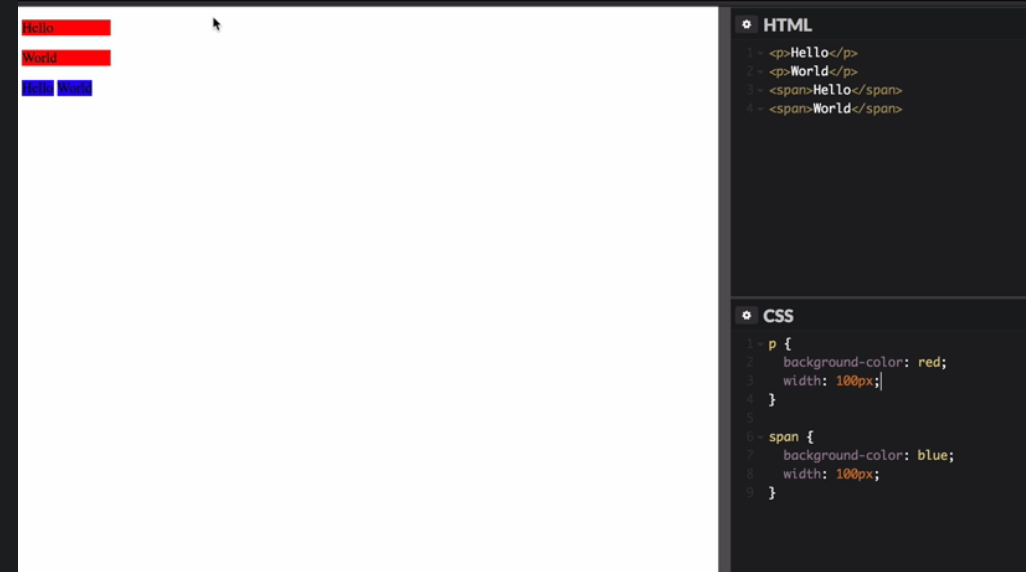 Hello
World
Hello World
HTML
1 <p>Hello</p>
2 <p>World</p>
3 <span>Hello</span>
4 <span>World</span>
CSS
1 p {
2 background-color: red;
3 width: 100px;
4 }
5
6 span {
7 background-color: blue;
8 width: 100px;
9 }